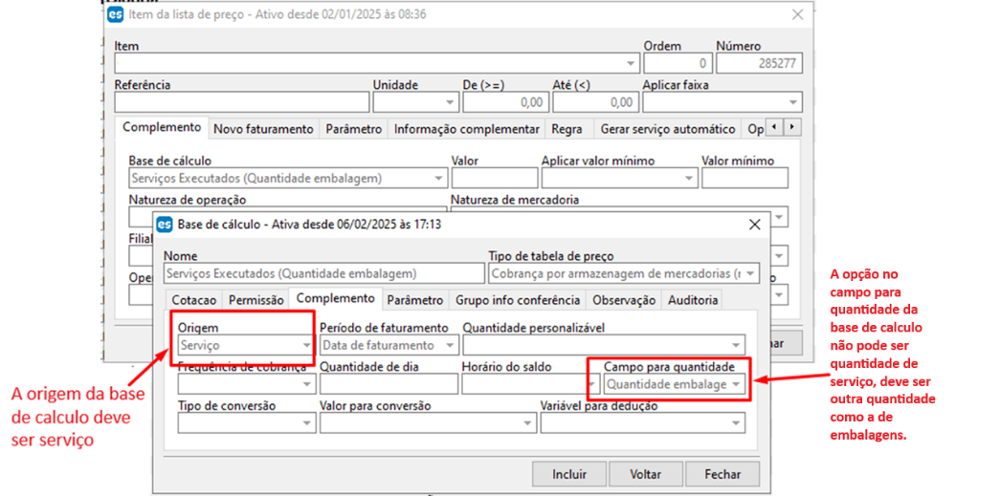 es Item da lista de preço - Ativo desde 02/01/2025 às 08:36
Item Ordem Número
0 285277
Referência Unidade De (>=) Até (<) Aplicar faixa
0,00 0,00
Complemento Novo faturamento Parâmetro Informação complementar Regra Gerar serviço automático Op
Base de cálculo Valor Aplicar valor mínimo Valor mínimo
Serviços Executados (Quantidade embalagem)
Natureza de operação Natureza de mercadoria
Filial
Ope o
ar
es Base de cálculo - Ativa desde 06/02/2025 às 17:13
Nome Tipo de tabela de preço
Serviços Executados (Quantidade embalagem) Cobrança por armazenagem de mercadorias (r
Cotacao Permissão Complemento Parâmetro Grupo info conferência Observação Auditoria
Origem Período de faturamento Quantidade personalizável
Serviço Data de faturamento
Frequência de cobrança Quantidade de dia Horário do saldo Campo para quantidade
Quantidade embalage
Tipo de conversão Valor para conversão Variável para dedução
Incluir Voltar Fechar
A origem da base
de calculo deve
ser serviço
A opção no
campo para
quantidade da
base de calculo
não pode ser
quantidade de
serviço, deve ser
outra quantidade
como a de
embalagens.